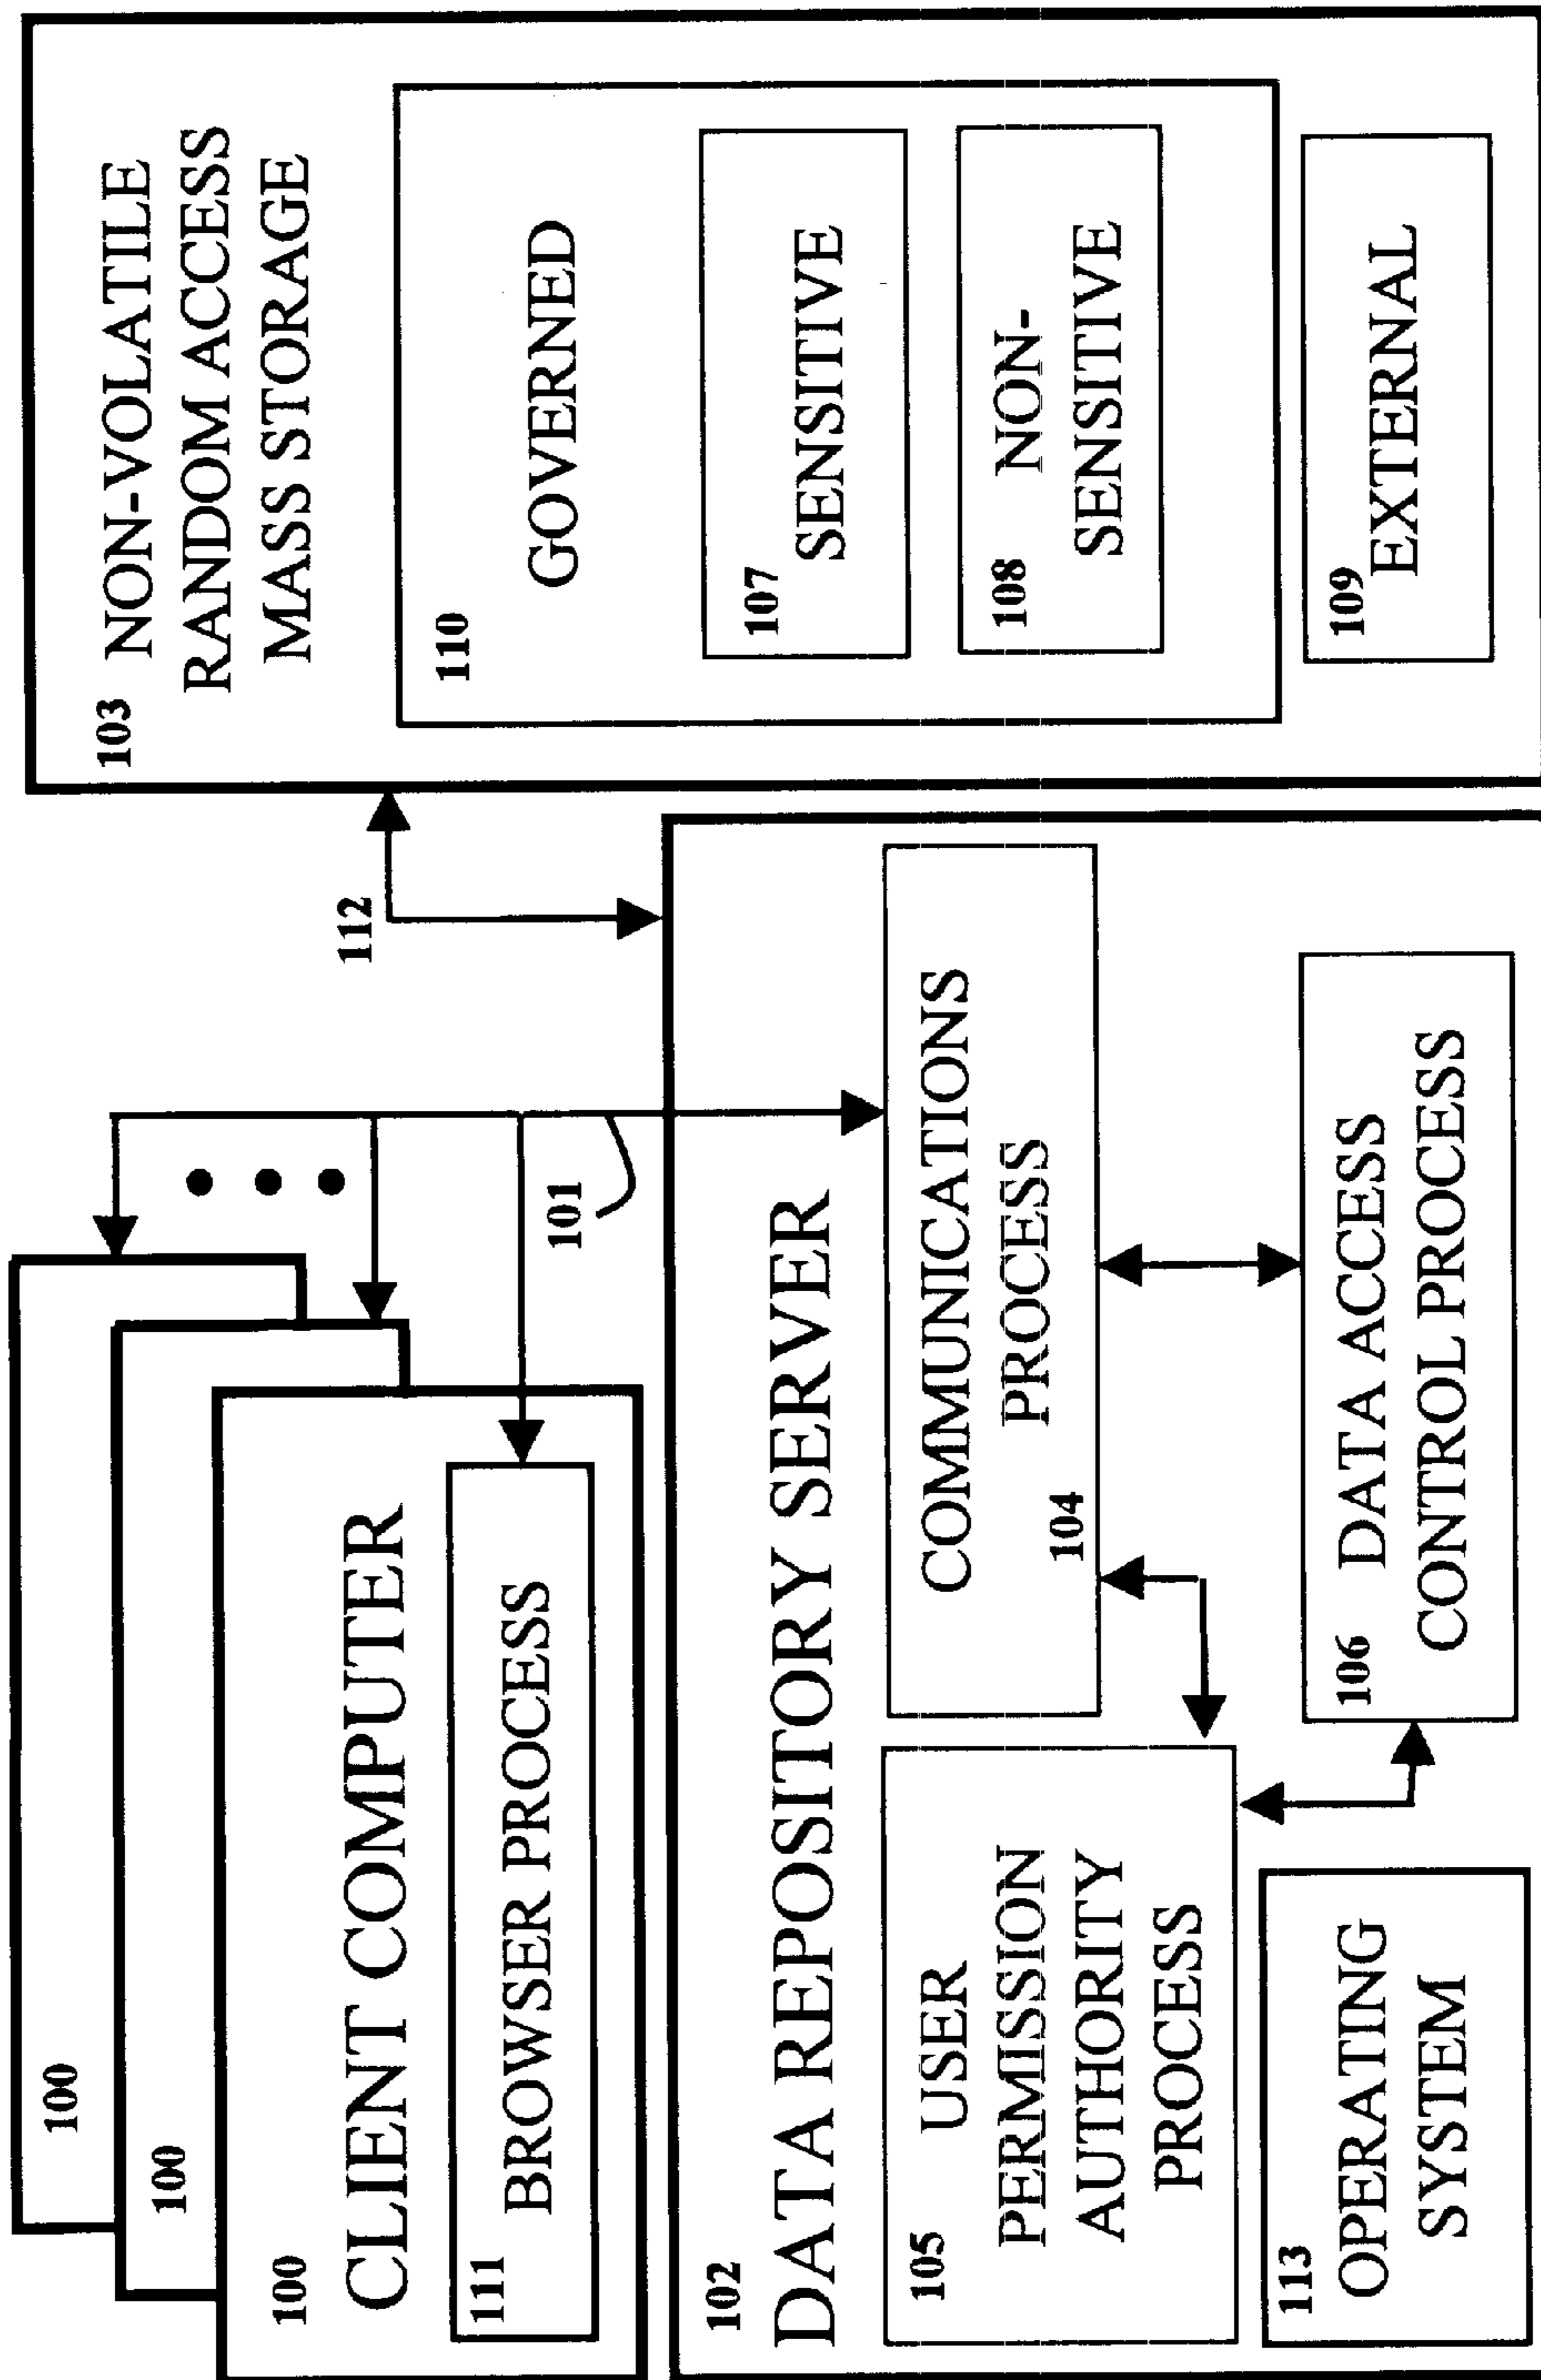 100
100
100
CLIENT COMPUTER
111
BROWSER PROCESS
101
112
103 NON-VOLATILE
RANDOM ACCESS
MASS STORAGE
110
GOVERNED
107
SENSITIVE
108 NON-
SENSITIVE
109
EXTERNAL
102
DATA REPOSITORY SERVER
COMMUNICATIONS
PROCESS
104
105 USER
PERMISSION
AUTHORITY
PROCESS
106 DATA ACCESS
CONTROL PROCESS
113
OPERATING
SYSTEM